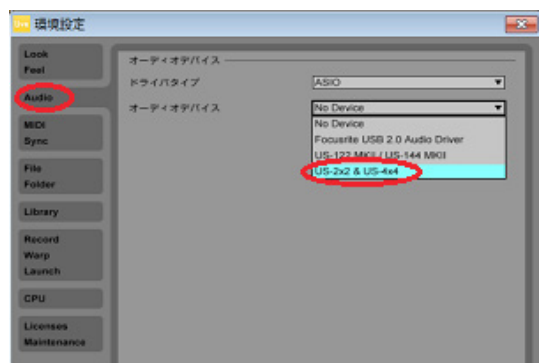 Live 環境設定
Look
Feel
Audio
MIDI
Sync
File
Folder
Library
Record
Warp
Launch
CPU
Licenses
Maintenance
オーディオデバイス
ドライバタイプ ASIO
オーディオデバイス No Device
No Device
Focusrite USB 2.0 Audio Driver
US-122 MKII / US-144 MKII
US-2x2 & US-4x4